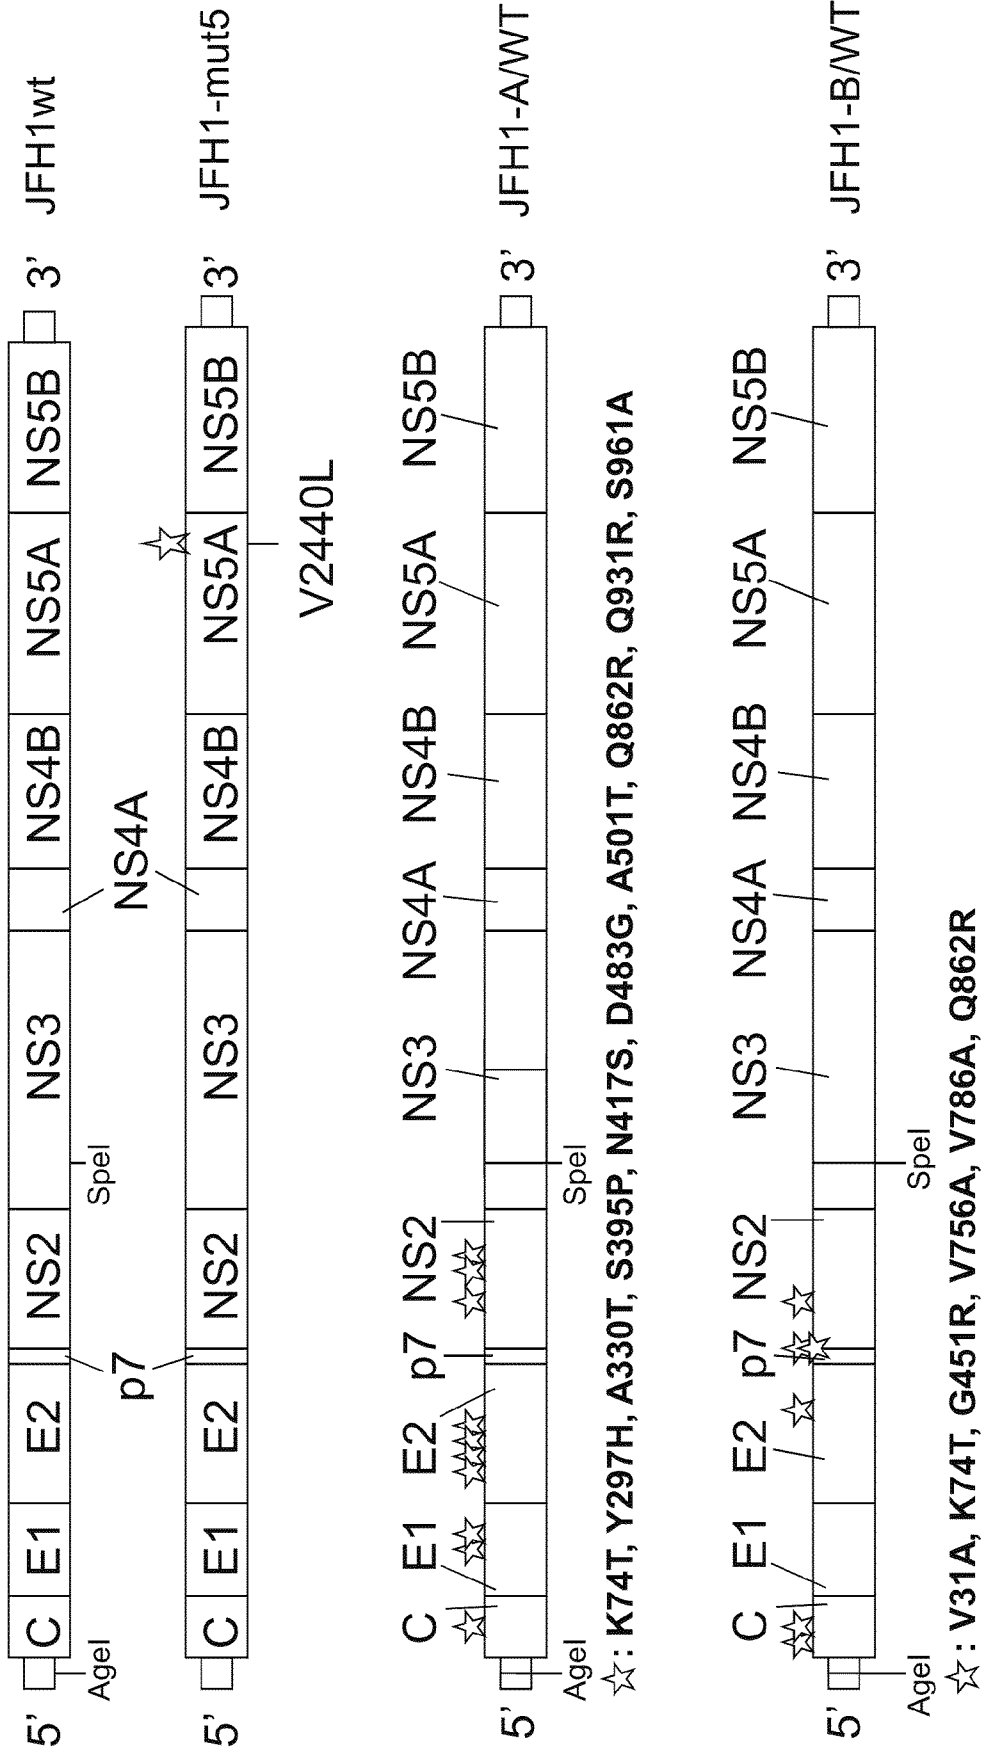 5' C E1 E2 NS2 NS3 NS4B NS5A NS5B 3' JFH1wt
AgeI SpeI
p7 NS4A
5' C E1 E2 NS2 NS3 NS4B NS5A NS5B 3' JFH1-mut5
V2440L
C E1 E2 p7 NS2 NS3 NS4A NS4B NS5A NS5B
5' 3' JFH1-A/WT
AgeI SpeI
: K74T, Y297H, A330T, S395P, N417S, D483G, A501T, Q862R, Q931R, S961A
C E1 E2 p7 NS2 NS3 NS4A NS4B NS5A NS5B
5' 3' JFH1-B/WT
AgeI SpeI
: V31A, K74T, G451R, V756A, V786A, Q862R